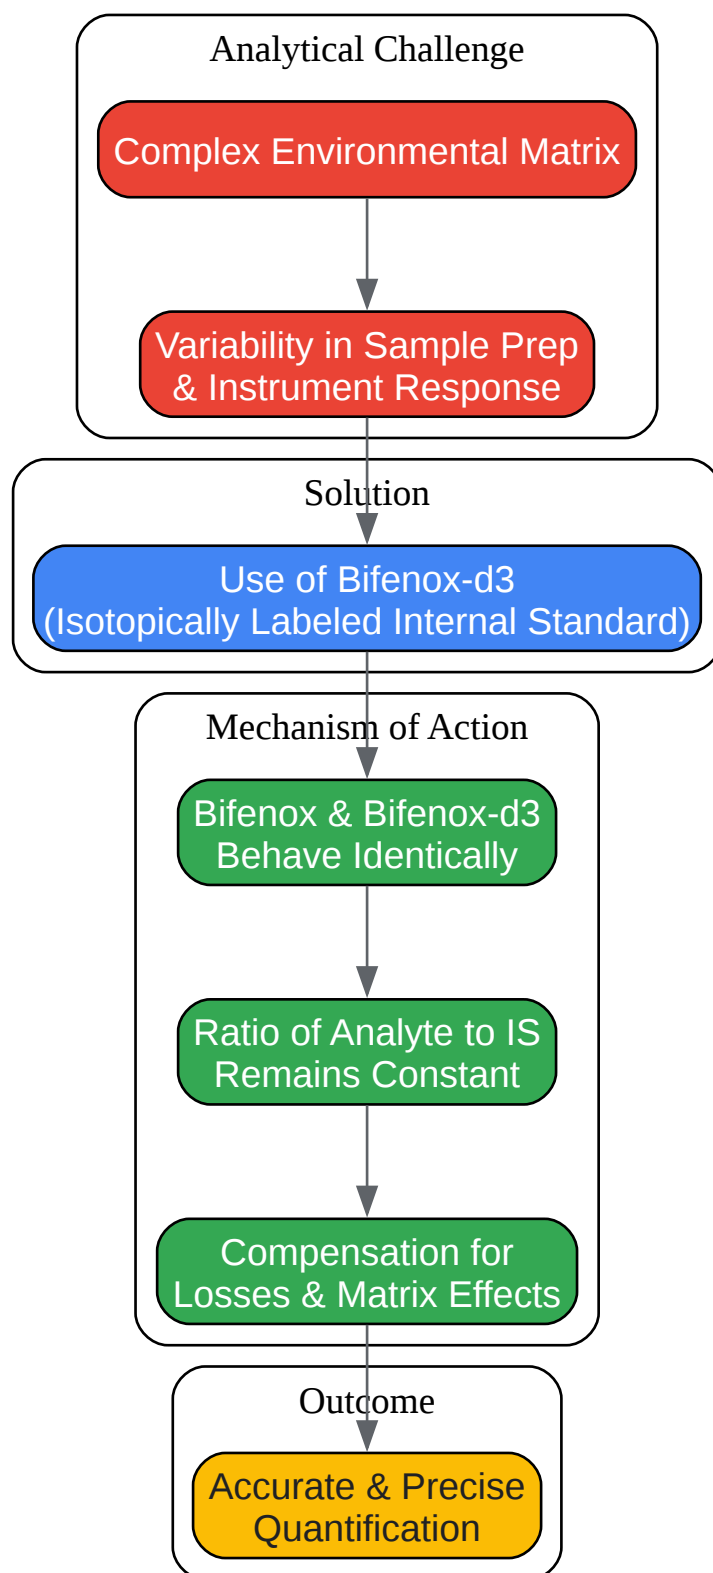 Analytical Challenge
Complex Environmental Matrix
Variability in Sample Prep
& Instrument Response
Solution
Use of Bifenox-d3
(Isotopically Labeled Internal Standard)
Mechanism of Action
Bifenox & Bifenox-d3
Behave Identically
Ratio of Analyte to IS
Remains Constant
Compensation for
Losses & Matrix Effects
Outcome
Accurate & Precise
Quantification